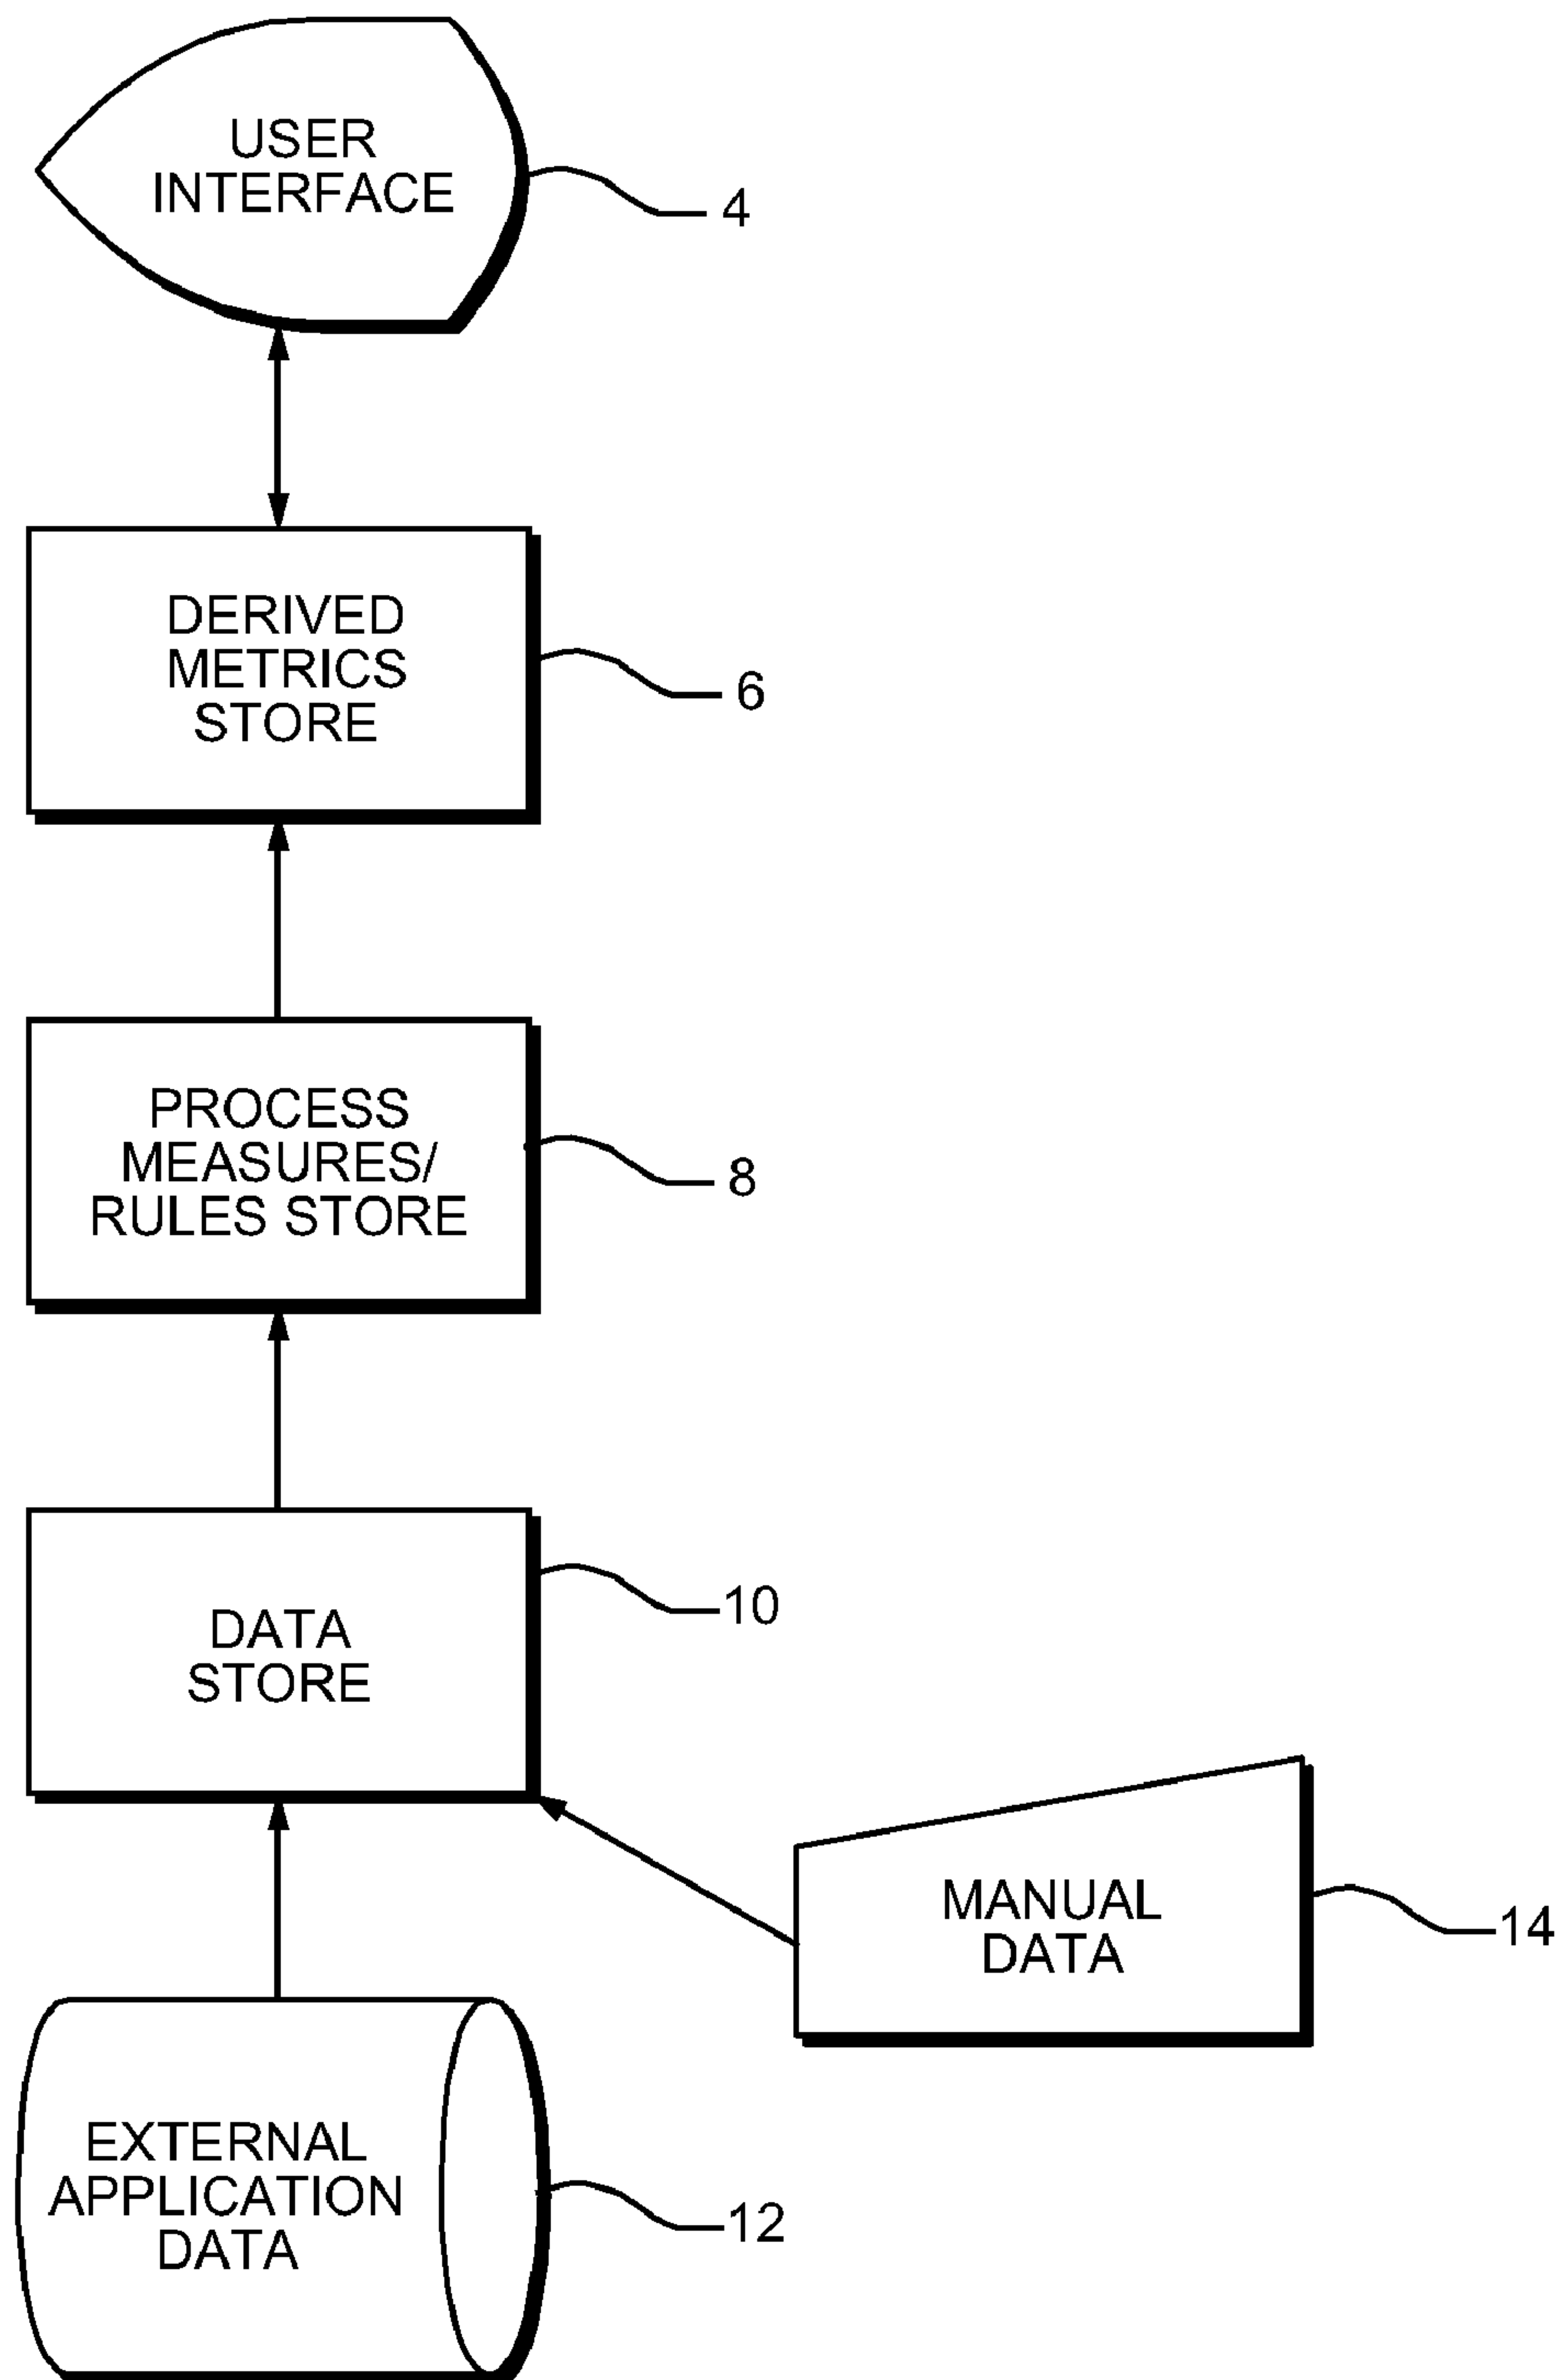 USER
INTERFACE
4
DERIVED
METRICS
STORE
6
PROCESS
MEASURES/
RULES STORE
8
DATA
STORE
10
MANUAL
DATA
14
EXTERNAL
APPLICATION
DATA
12